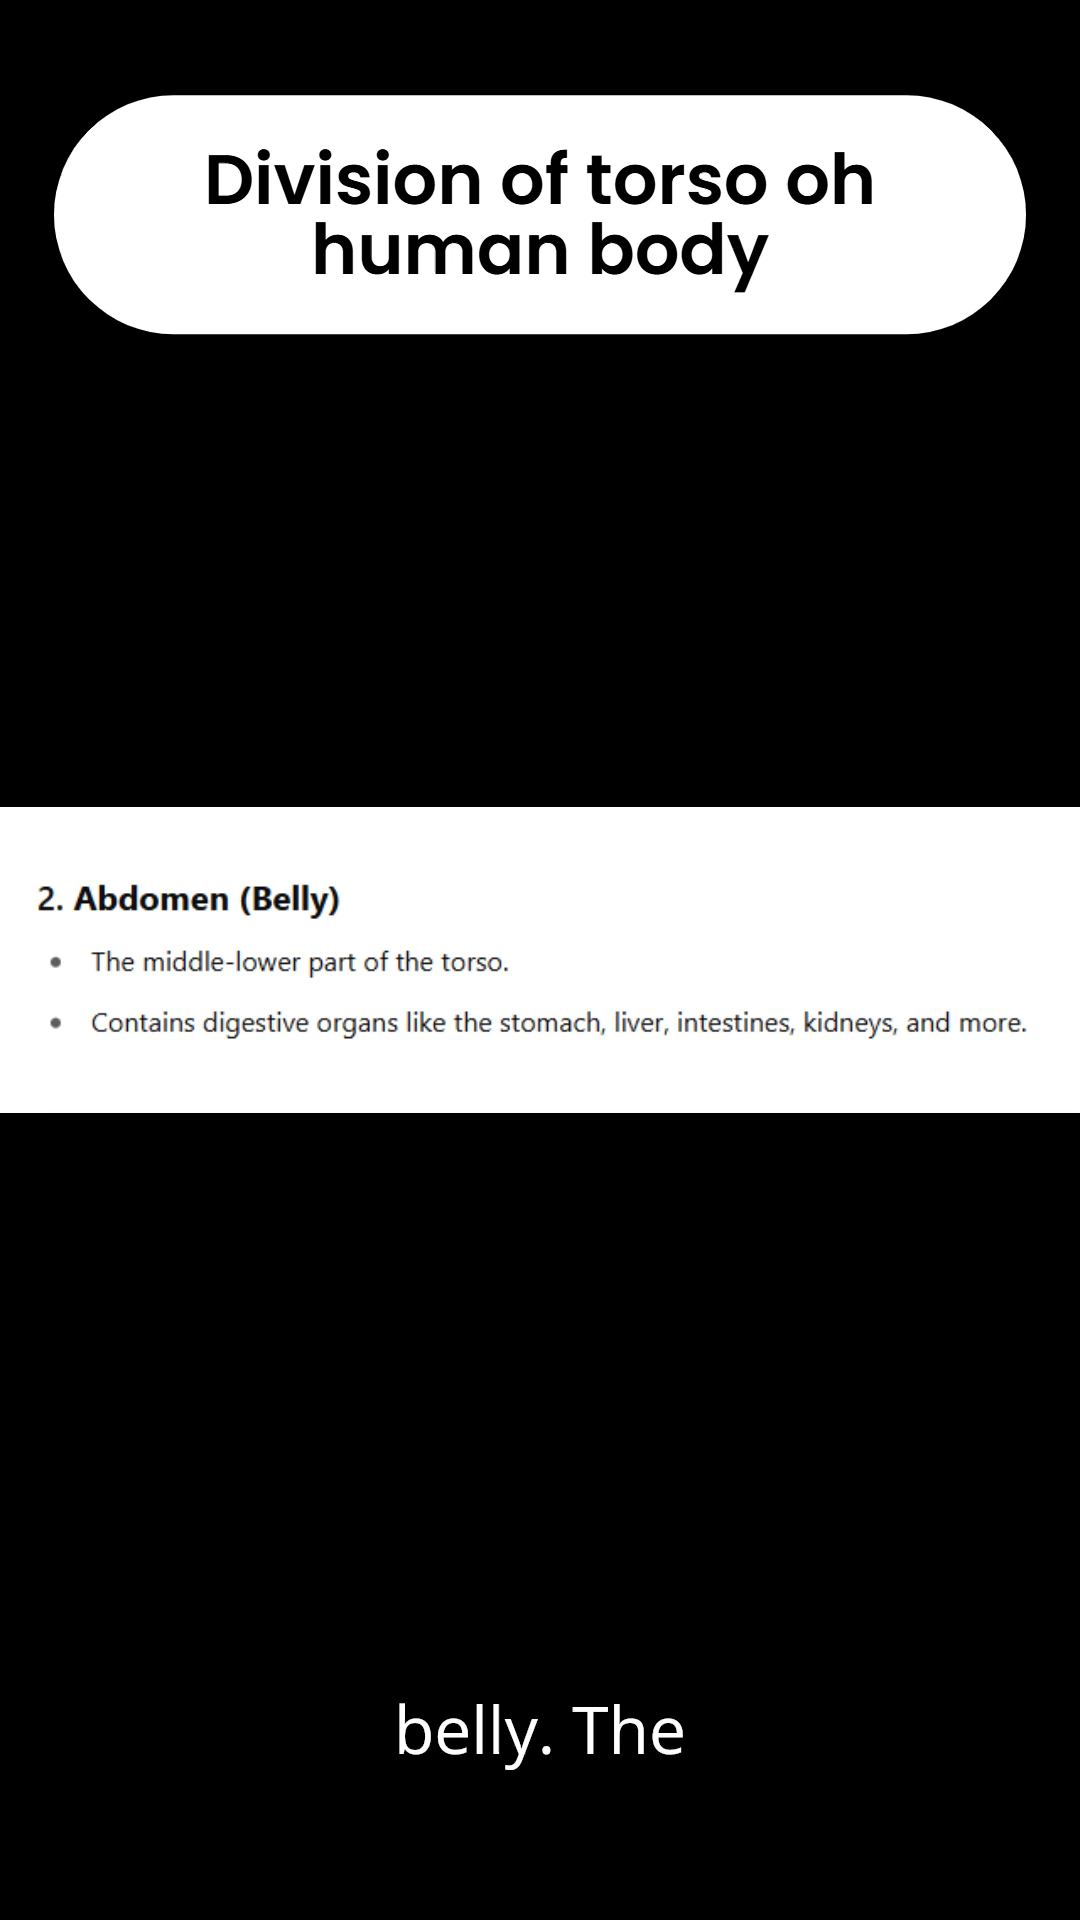 Division of torso oh
human body
2. Abdomen (Belly)
• The middle-lower part of the torso.
• Contains digestive organs like the stomach, liver, intestines, kidneys, and more.
belly. The